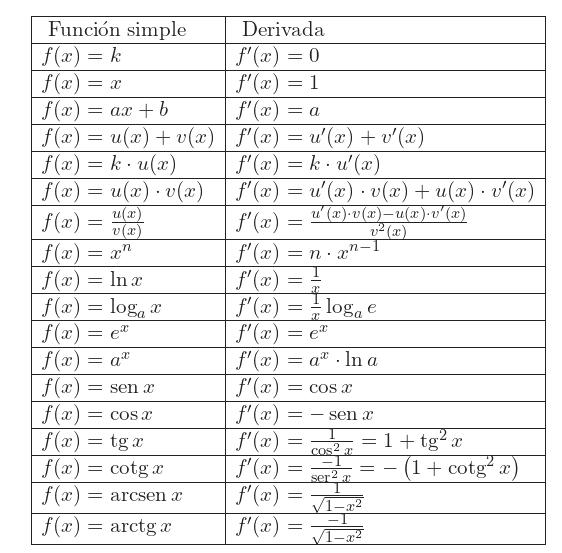 Función simple Derivada
f(x) = k f′(x) = 0
f(x) = x f′(x) = 1
f(x) = ax + b f′(x) = a
f(x) = u(x) + v(x) f′(x) = u′(x) + v′(x)
f(x) = k · u(x) f′(x) = k · u′(x)
f(x) = u(x) · v(x) f′(x) = u′(x) · v(x) + u(x) · v′(x)
f(x) = u(x)/v(x) f′(x) = (u′(x)·v(x)−u(x)·v′(x))/v²(x)
f(x) = xⁿ f′(x) = n · xⁿ⁻¹
f(x) = ln x f′(x) = 1/x
f(x) = logₐ x f′(x) = 1/x logₐ e
f(x) = eˣ f′(x) = eˣ
f(x) = aˣ f′(x) = aˣ · ln a
f(x) = sen x f′(x) = cos x
f(x) = cos x f′(x) = − sen x
f(x) = tg x f′(x) = 1/cos² x = 1 + tg² x
f(x) = cotg x f′(x) = −1/ser² x = − (1 + cotg² x)
f(x) = arcsen x f′(x) = 1/√(1−x²)
f(x) = arctg x f′(x) = −1/√(1−x²)